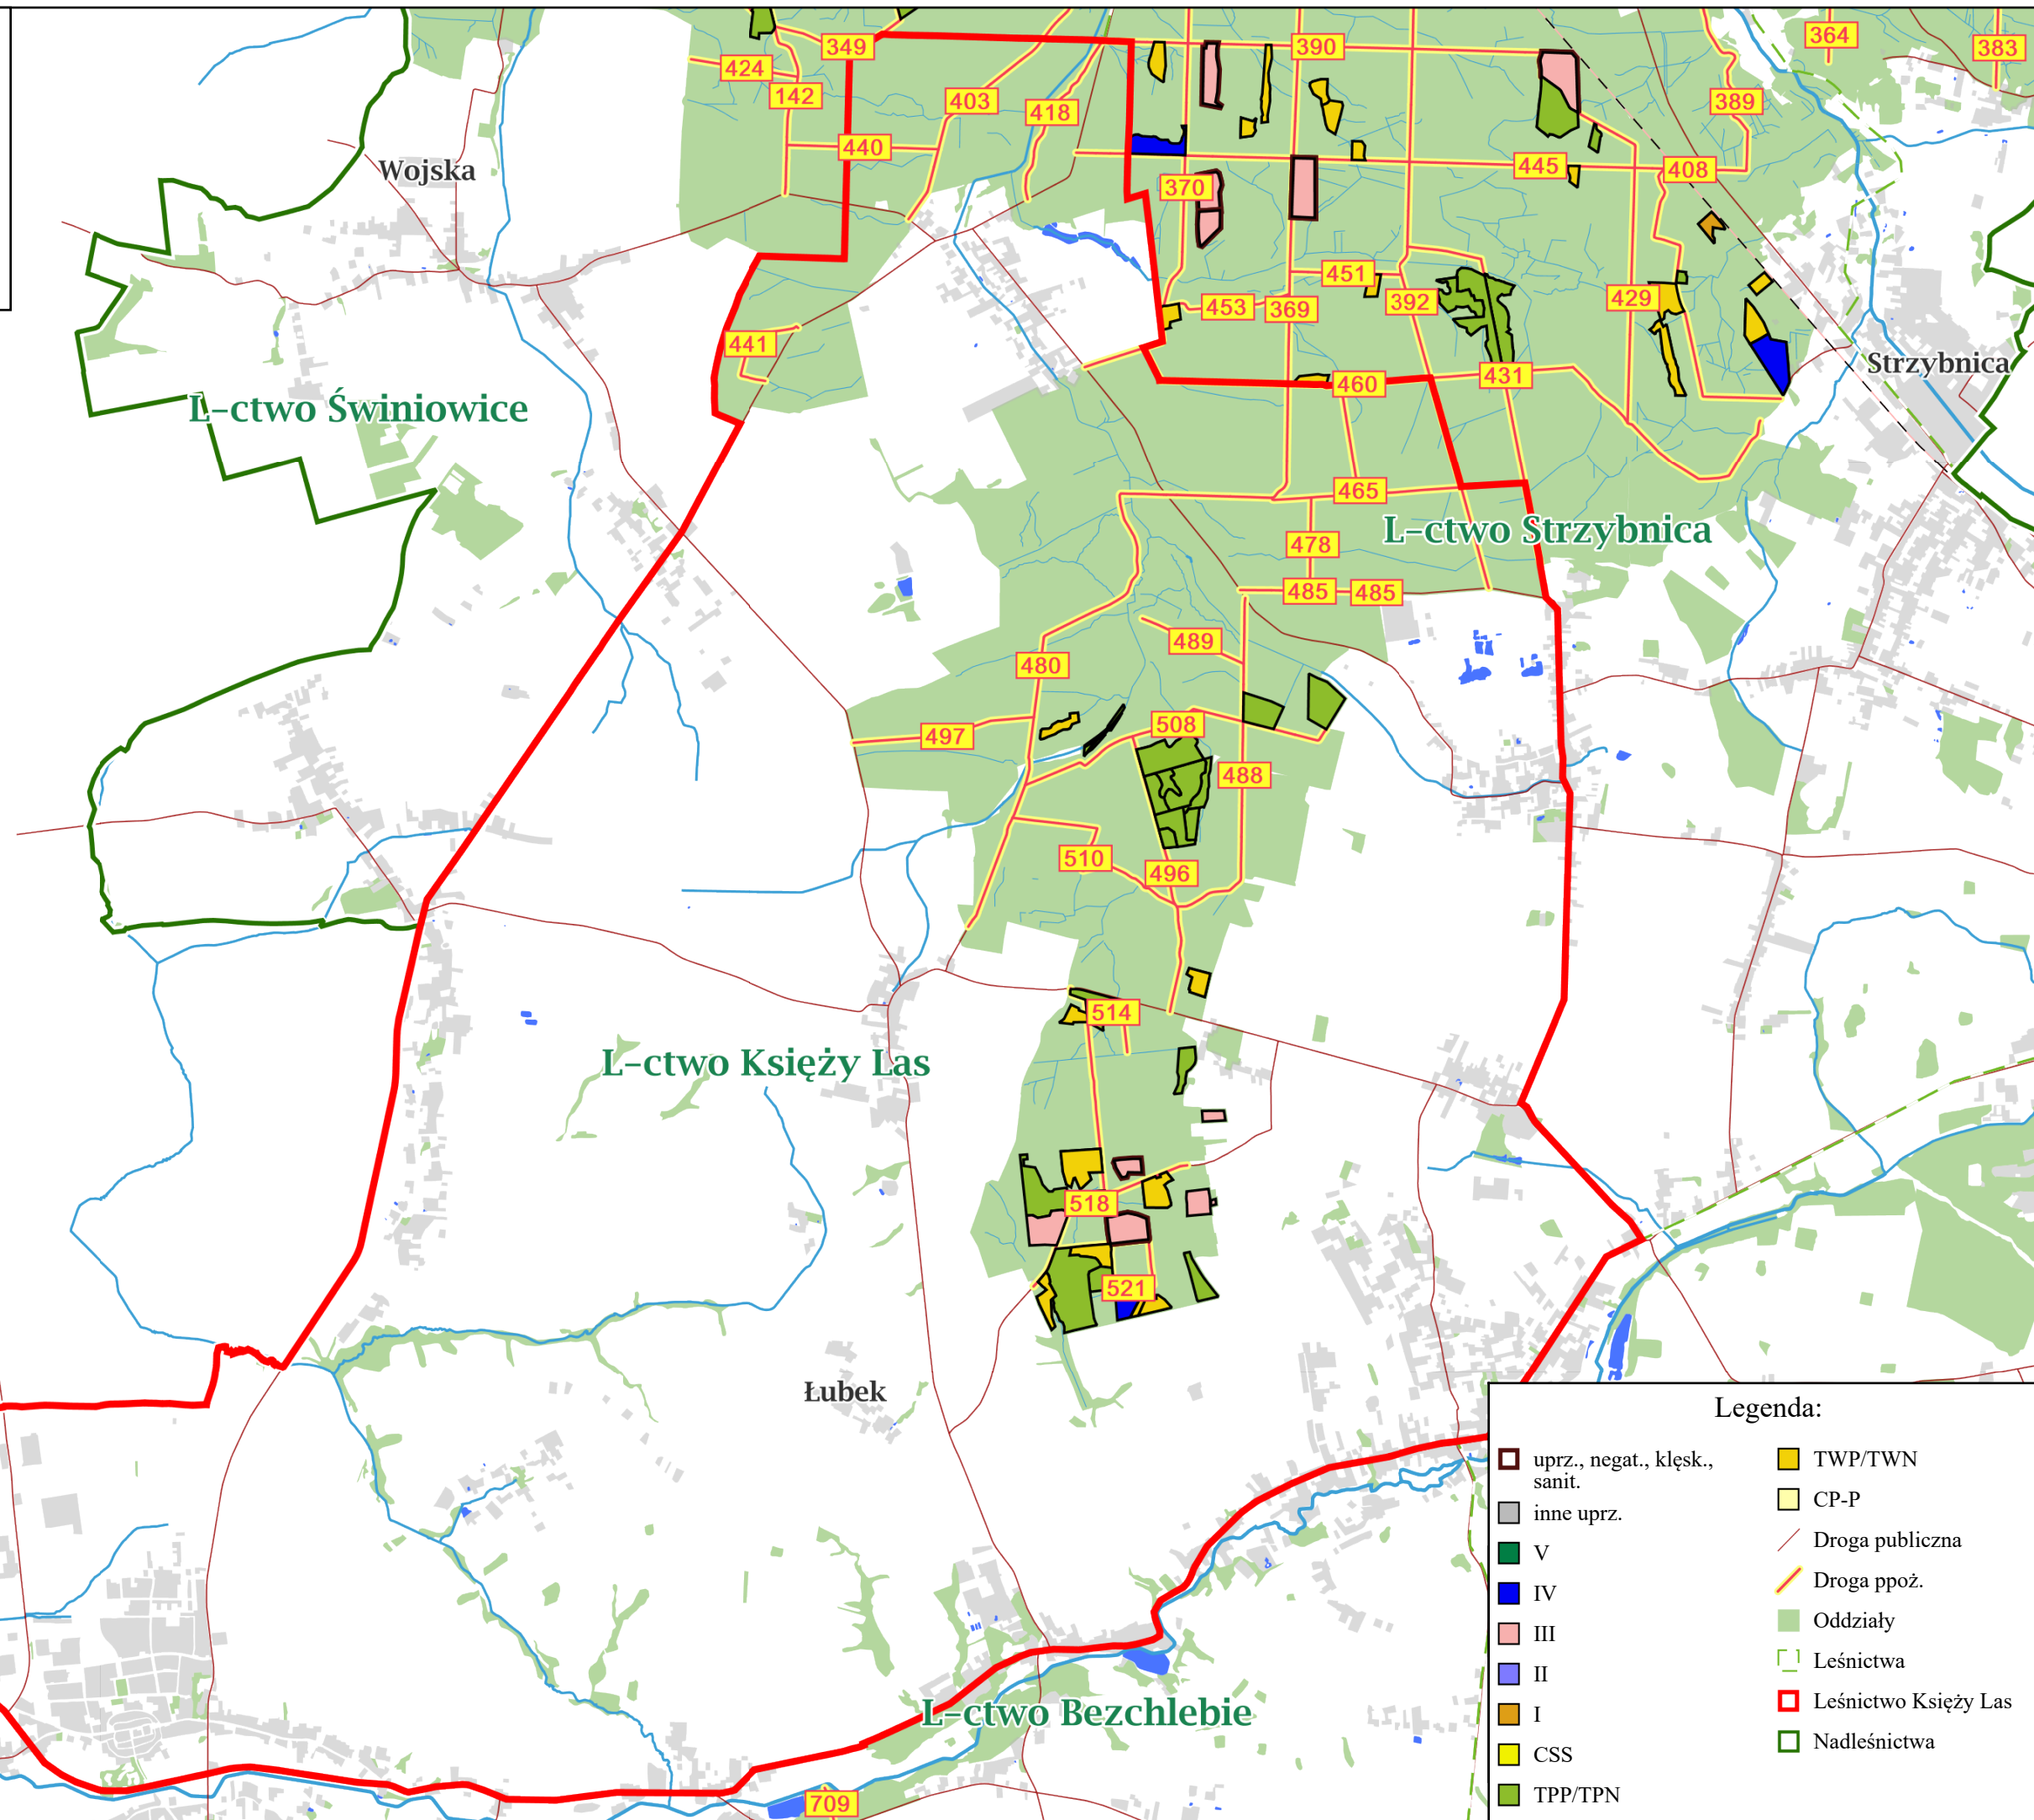 349
390
364
383
424
142
403
418
389
440
445
408
Wojska
370
451
453
369
392
429
441
Strzybnica
460
431
L-ctwo Świniowice
465
L-ctwo Strzybnica
478
485
485
489
480
508
497
488
510
496
514
L-ctwo Księży Las
518
521
Łubek
L-ctwo Bezchlebie
709
Legenda:
uprz., negat., klęsk.,
sanit.
inne uprz.
V
IV
III
II
I
CSS
TPP/TPN
TWP/TWN
CP-P
Droga publiczna
Droga ppoż.
Oddziały
Leśnictwa
Leśnictwo Księży Las
Nadleśnictwa